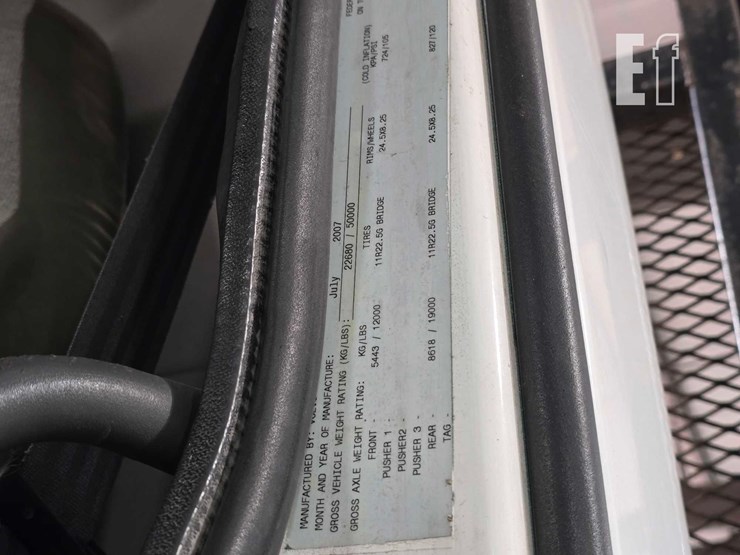 Ef
MANUFACTURED BY:
MONTH AND YEAR OF MANUFACTURE: July 2007
GROSS VEHICLE WEIGHT RATING (KG/LBS): 22680 / 50000
GROSS AXLE WEIGHT RATING: KG/LBS TIRES RIMS/WHEELS (COLD INFLATION) KPA/PSI
FRONT - 5443 / 12000 11R22.5G BRIDGE 24.5X8.25 724/105
PUSHER 1
PUSHER2
PUSHER 3 -
REAR - 8618 / 19000 11R22.5G BRIDGE 24.5X8.25 827/120
TAG -